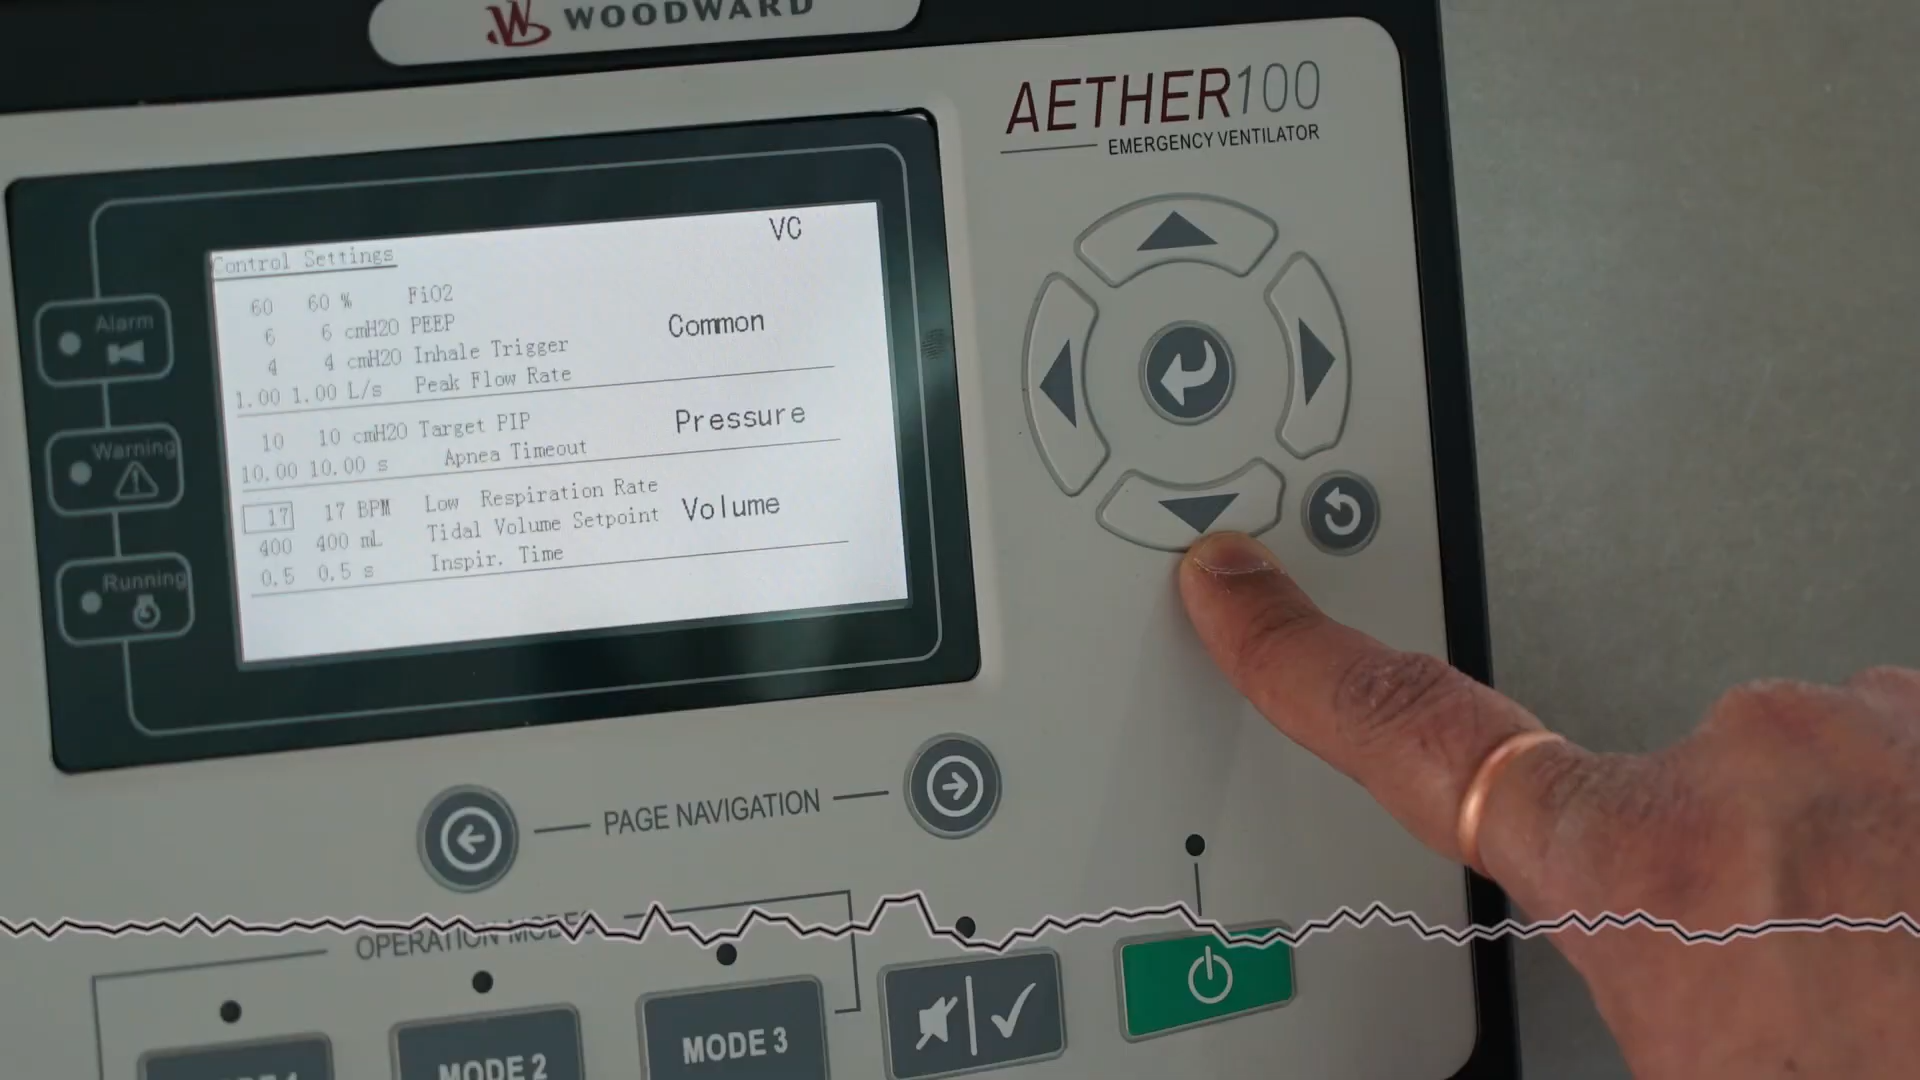 WOODWARD
AETHER100
EMERGENCY VENTILATOR
VC
Control Settings
60 60 % FiO2
6 6 cmH2O PEEP
Common
4 4 cmH2O Inhale Trigger
1.00 1.00 L/s Peak Flow Rate
10 10 cmH2O Target PIP
Pressure
10.00 10.00 s Apnea Timeout
17 17 BPM Low Respiration Rate
Volume
400 400 mL Tidal Volume Setpoint
0.5 0.5 s Inspir. Time
Alarm
Warning
Running
PAGE NAVIGATION
OPERATION MODES
MODE 2
MODE 3